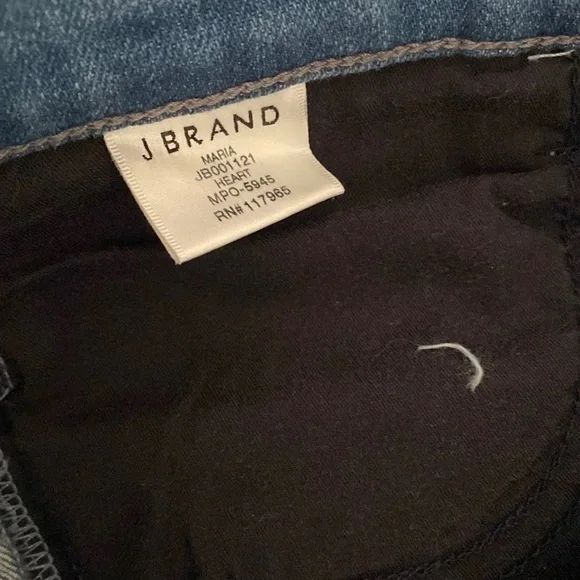 J BRAND
MARIA
JB001121
HEART
MPO-5945
RN#117965